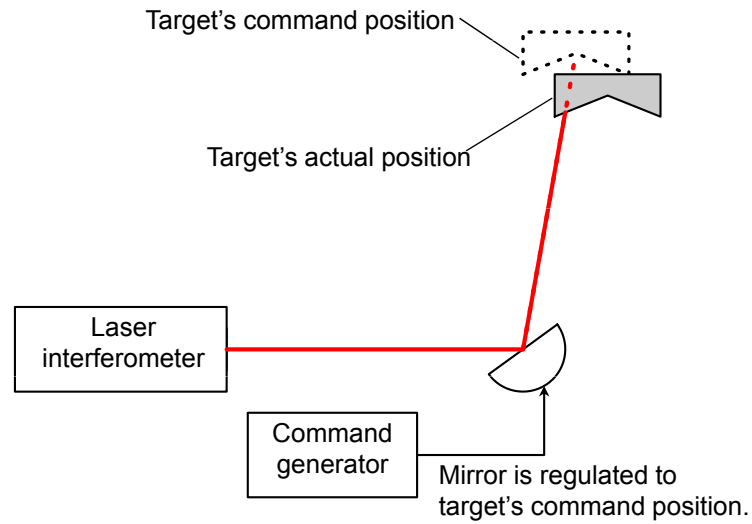 Target's command position
Target's actual position
Laser
interferometer
Command
generator
Mirror is regulated to
target's command position.